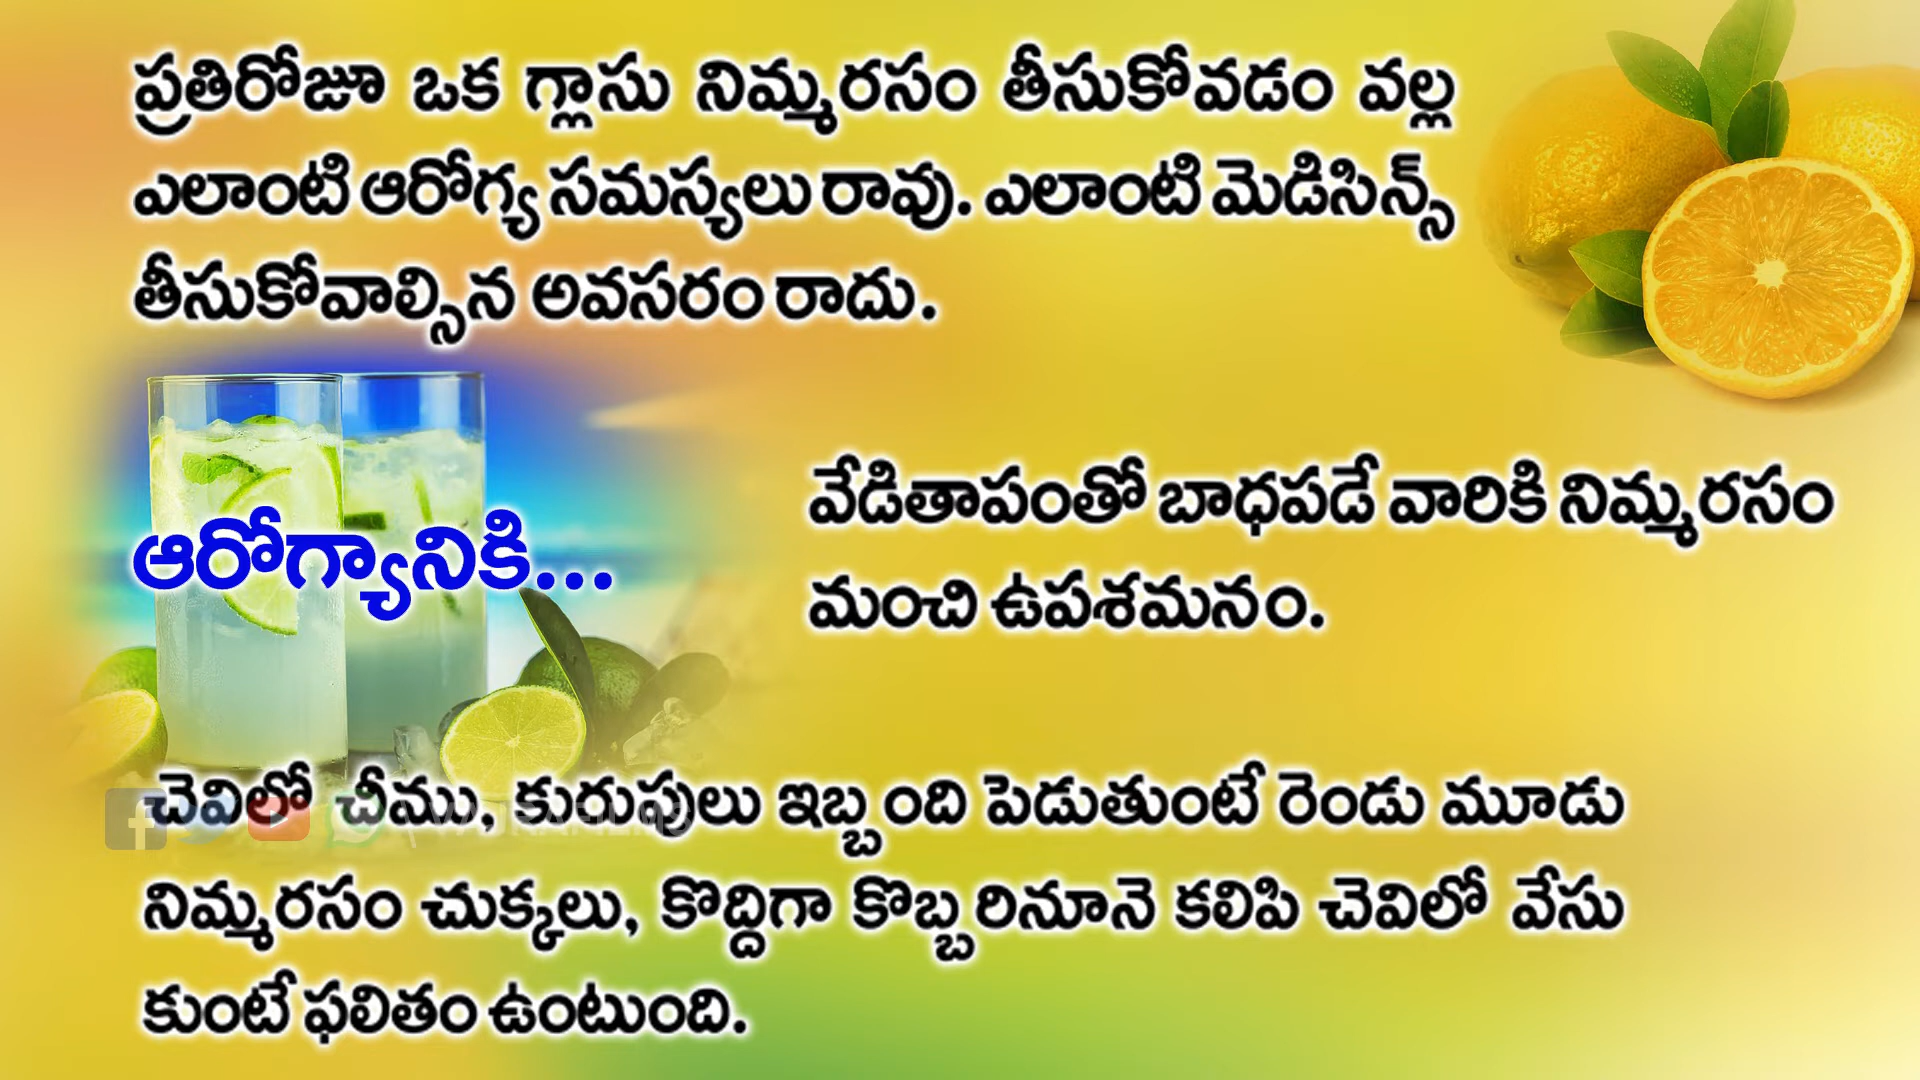 ప్రతిరోజూ ఒక గ్లాసు నిమ్మరసం తీసుకోవడం వల్ల
ఎలాంటి ఆరోగ్య సమస్యలు రావు. ఎలాంటి మెడిసిన్స్
తీసుకోవాల్సిన అవసరం రాదు.
ఆరోగ్యానికి...
వేడితాపంతో బాధపడే వారికి నిమ్మరసం
మంచి ఉపశమనం.
చెవిలో చీము, కురుపులు ఇబ్బంది పెడుతుంటే రెండు మూడు
నిమ్మరసం చుక్కలు, కొద్దిగా కొబ్బరినూనె కలిపి చెవిలో వేసు
కుంటే ఫలితం ఉంటుంది.